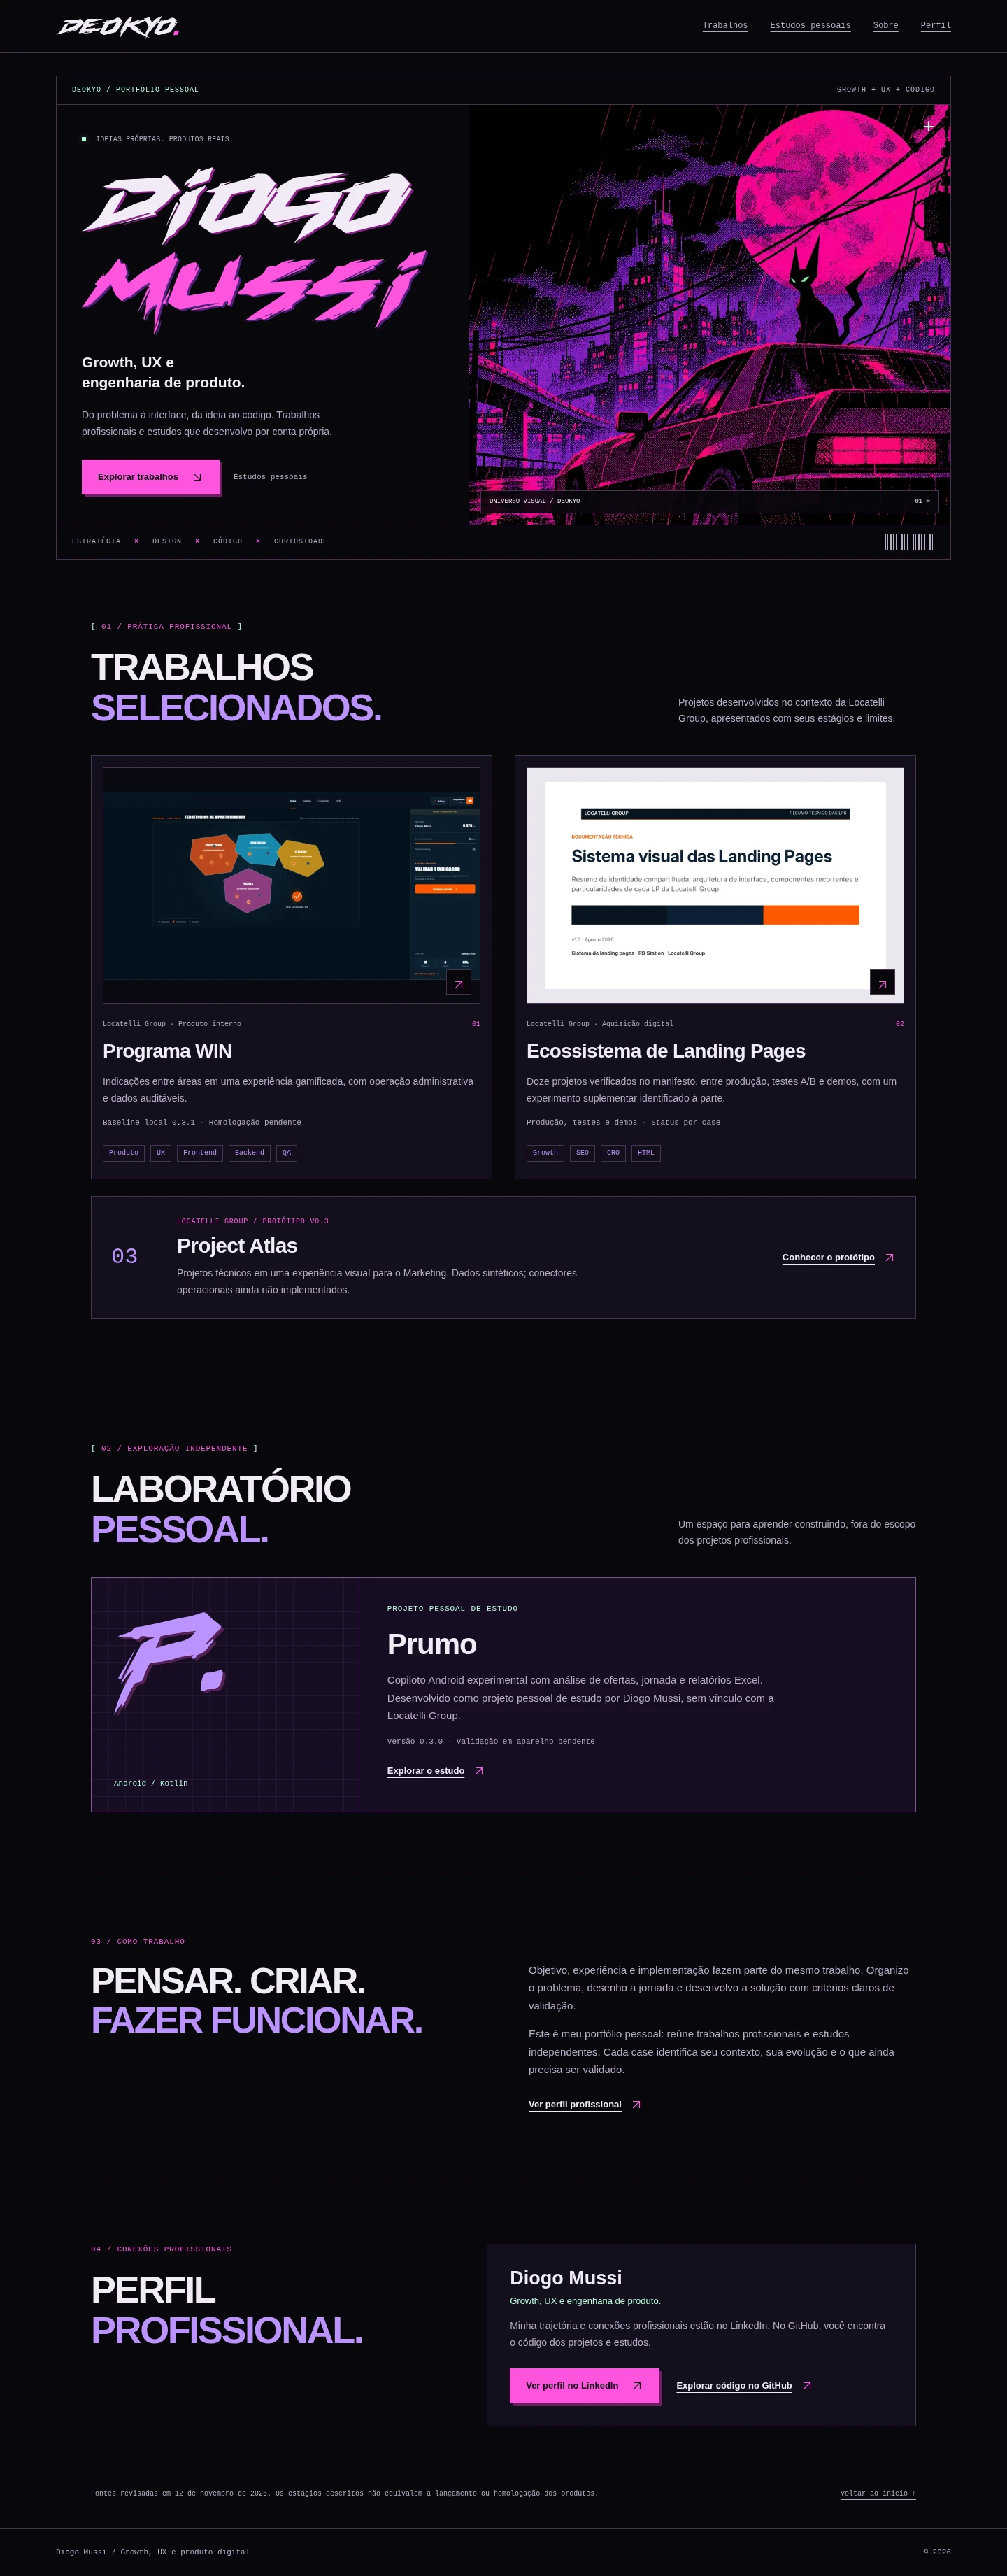 DEOKYO.
Trabalhos
Estudos pessoais
Sobre
Perfil
DEOKYO / PORTFÓLIO PESSOAL
GROWTH + UX + CÓDIGO
IDEIAS PRÓPRIAS. PRODUTOS REAIS.
DIOGO
MUSSI
Growth, UX e
engenharia de produto.
Do problema à interface, da ideia ao código. Trabalhos
profissionais e estudos que desenvolvo por conta própria.
Explorar trabalhos
Estudos pessoais
UNIVERSO VISUAL / DEOKYO
01—∞
ESTRATÉGIA × DESIGN × CÓDIGO × CURIOSIDADE
[ 01 / PRÁTICA PROFISSIONAL ]
TRABALHOS
SELECIONADOS.
Projetos desenvolvidos no contexto da Locatelli
Group, apresentados com seus estágios e limites.
TERRITÓRIOS DE OPORTUNIDADES
VALIDAR 1 INDICAÇÃO
LOCATELLI GROUP
RESUMO TÉCNICO DAS LPS
DOCUMENTAÇÃO TÉCNICA
Sistema visual das Landing Pages
Resumo da identidade compartilhada, arquitetura de interface, componentes recorrentes e
particularidades de cada LP da Locatelli Group.
v1.0 · Agosto 2026
Sistema de landing pages · RD Station · Locatelli Group
Locatelli Group · Produto interno
01
Programa WIN
Indicações entre áreas em uma experiência gamificada, com operação administrativa
e dados auditáveis.
Baseline local 0.3.1 · Homologação pendente
Produto
UX
Frontend
Backend
QA
Locatelli Group · Aquisição digital
02
Ecossistema de Landing Pages
Doze projetos verificados no manifesto, entre produção, testes A/B e demos, com um
experimento suplementar identificado à parte.
Produção, testes e demos · Status por case
Growth
SEO
CRO
HTML
03
LOCATELLI GROUP / PROTÓTIPO V0.3
Project Atlas
Projetos técnicos em uma experiência visual para o Marketing. Dados sintéticos; conectores
operacionais ainda não implementados.
Conhecer o protótipo
[ 02 / EXPLORAÇÃO INDEPENDENTE ]
LABORATÓRIO
PESSOAL.
Um espaço para aprender construindo, fora do escopo
dos projetos profissionais.
P.
Android / Kotlin
PROJETO PESSOAL DE ESTUDO
Prumo
Copiloto Android experimental com análise de ofertas, jornada e relatórios Excel.
Desenvolvido como projeto pessoal de estudo por Diogo Mussi, sem vínculo com a
Locatelli Group.
Versão 0.3.0 · Validação em aparelho pendente
Explorar o estudo
03 / COMO TRABALHO
PENSAR. CRIAR.
FAZER FUNCIONAR.
Objetivo, experiência e implementação fazem parte do mesmo trabalho. Organizo
o problema, desenho a jornada e desenvolvo a solução com critérios claros de
validação.
Este é meu portfólio pessoal: reúne trabalhos profissionais e estudos
independentes. Cada case identifica seu contexto, sua evolução e o que ainda
precisa ser validado.
Ver perfil profissional
04 / CONEXÕES PROFISSIONAIS
PERFIL
PROFISSIONAL.
Diogo Mussi
Growth, UX e engenharia de produto.
Minha trajetória e conexões profissionais estão no LinkedIn. No GitHub, você encontra
o código dos projetos e estudos.
Ver perfil no LinkedIn
Explorar código no GitHub
Fontes revisadas em 12 de novembro de 2026. Os estágios descritos não equivalem a lançamento ou homologação dos produtos.
Voltar ao início ↑
Diogo Mussi / Growth, UX e produto digital
© 2026